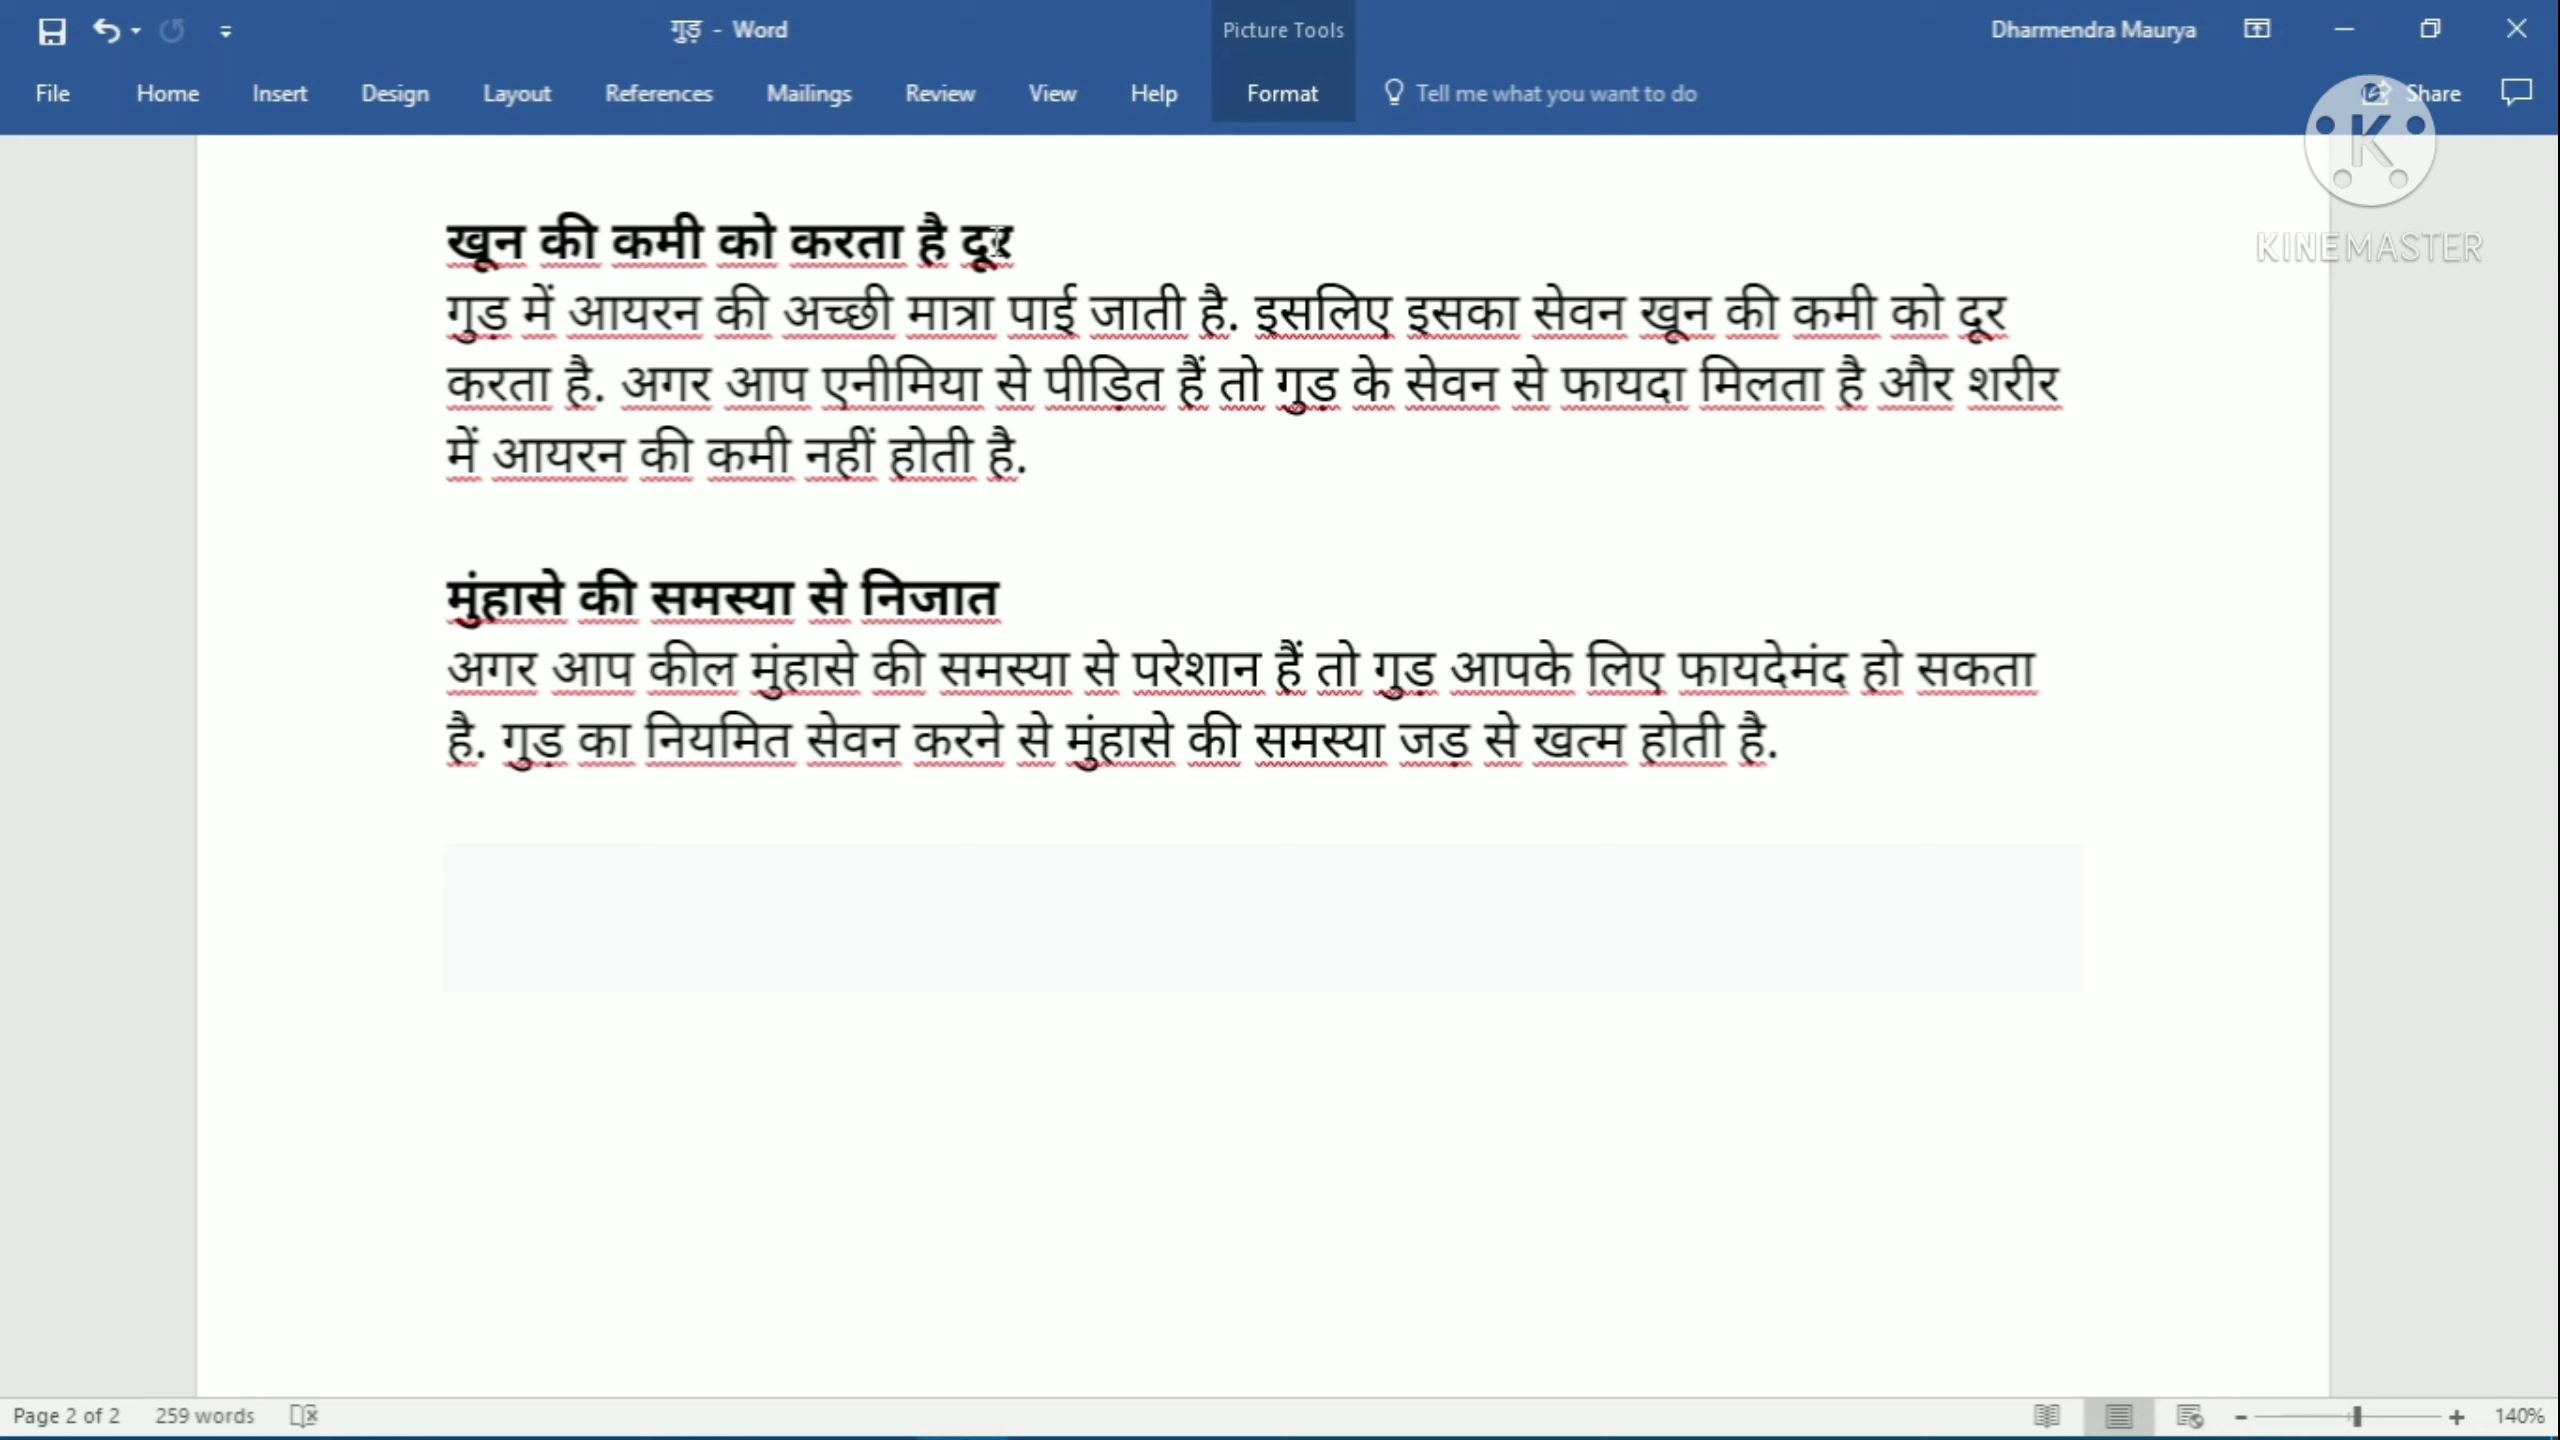 गुड़ - Word
Picture Tools
Dharmendra Maurya
File Home Insert Design Layout References Mailings Review View Help Format Tell me what you want to do Share
K
KINEMASTER
खून की कमी को करता है दूर
गुड़ में आयरन की अच्छी मात्रा पाई जाती है. इसलिए इसका सेवन खून की कमी को दूर
करता है. अगर आप एनीमिया से पीड़ित हैं तो गुड़ के सेवन से फायदा मिलता है और शरीर
में आयरन की कमी नहीं होती है.
मुंहासे की समस्या से निजात
अगर आप कील मुंहासे की समस्या से परेशान हैं तो गुड़ आपके लिए फायदेमंद हो सकता
है. गुड़ का नियमित सेवन करने से मुंहासे की समस्या जड़ से खत्म होती है.
Page 2 of 2 259 words 140%